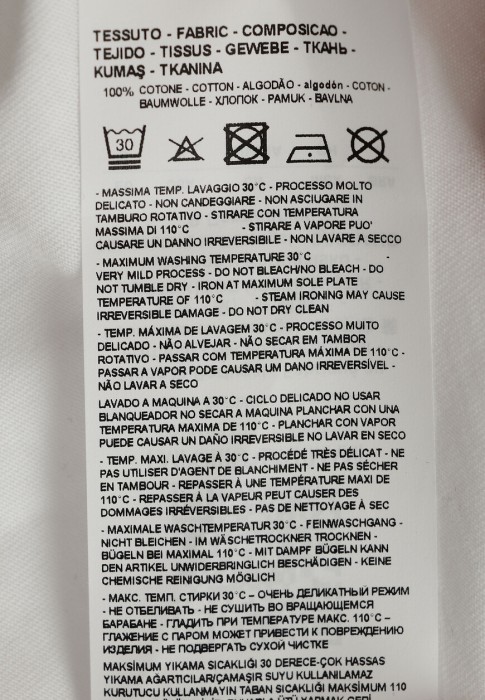 TESSUTO - FABRIC - COMPOSICAO -
TEJIDO - TISSUS - GEWEBE - ТКАНЬ -
KUMAŞ - TKANINA
100% COTONE - COTTON - ALGODÃO - algodón - COTON -
BAUMWOLLE - ХЛОПОК - PAMUK - BAVLNA
30
- MASSIMA TEMP. LAVAGGIO 30°C - PROCESSO MOLTO
DELICATO - NON CANDEGGIARE - NON ASCIUGARE IN
TAMBURO ROTATIVO - STIRARE CON TEMPERATURA
MASSIMA DI 110°C - STIRARE A VAPORE PUO'
CAUSARE UN DANNO IRREVERSIBILE - NON LAVARE A SECCO
- MAXIMUM WASHING TEMPERATURE 30°C -
VERY MILD PROCESS - DO NOT BLEACH/NO BLEACH - DO
NOT TUMBLE DRY - IRON AT MAXIMUM SOLE PLATE
TEMPERATURE OF 110°C - STEAM IRONING MAY CAUSE
IRREVERSIBLE DAMAGE - DO NOT DRY CLEAN
- TEMP. MÁXIMA DE LAVAGEM 30°C - PROCESSO MUITO
DELICADO - NÃO ALVEJAR - NÃO SECAR EM TAMBOR
ROTATIVO - PASSAR COM TEMPERATURA MÁXIMA DE 110°C -
PASSAR A VAPOR PODE CAUSAR UM DANO IRREVERSÍVEL -
NÃO LAVAR A SECO
LAVADO A MAQUINA A 30°C - CICLO DELICADO NO USAR
BLANQUEADOR NO SECAR A MAQUINA PLANCHAR CON UNA
TEMPERATURA MAXIMA DE 110°C - PLANCHAR CON VAPOR
PUEDE CAUSAR UN DAÑO IRREVERSIBLE NO LAVAR EN SECO
- TEMP. MAXI. LAVAGE À 30°C - PROCÉDÉ TRÈS DÉLICAT - NE
PAS UTILISER D'AGENT DE BLANCHIMENT - NE PAS SÉCHER
EN TAMBOUR - REPASSER À UNE TEMPÉRATURE MAXI DE
110°C - REPASSER À LA VAPEUR PEUT CAUSER DES
DOMMAGES IRRÉVERSIBLES - PAS DE NETTOYAGE À SEC
- MAXIMALE WASCHTEMPERATUR 30°C - FEINWASCHGANG -
NICHT BLEICHEN - IM WÄSCHETROCKNER TROCKNEN -
BÜGELN BEI MAXIMAL 110°C - MIT DAMPF BÜGELN KANN
DEN ARTIKEL UNWIDERBRINGLICH BESCHÄDIGEN - KEINE
CHEMISCHE REINIGUNG MÖGLICH
- МАКС. ТЕМП. СТИРКИ 30°C – ОЧЕНЬ ДЕЛИКАТНЫЙ РЕЖИМ
- НЕ ОТБЕЛИВАТЬ - НЕ СУШИТЬ ВО ВРАЩАЮЩЕМСЯ
БАРАБАНЕ - ГЛАДИТЬ ПРИ ТЕМПЕРАТУРЕ МАКС. 110°C –
ГЛАЖЕНИЕ С ПАРОМ МОЖЕТ ПРИВЕСТИ К ПОВРЕЖДЕНИЮ
ИЗДЕЛИЯ - НЕ ПОДВЕРГАТЬ СУХОЙ ЧИСТКЕ
MAKSİMUM YIKAMA SICAKLIĞI 30 DERECE-ÇOK HASSAS
YIKAMA AĞARTICILAR/ÇAMAŞIR SUYU KULLANILAMAZ
KURUTUCU KULLANMAYIN TABAN SICAKLIĞI MAKSIMUM 110